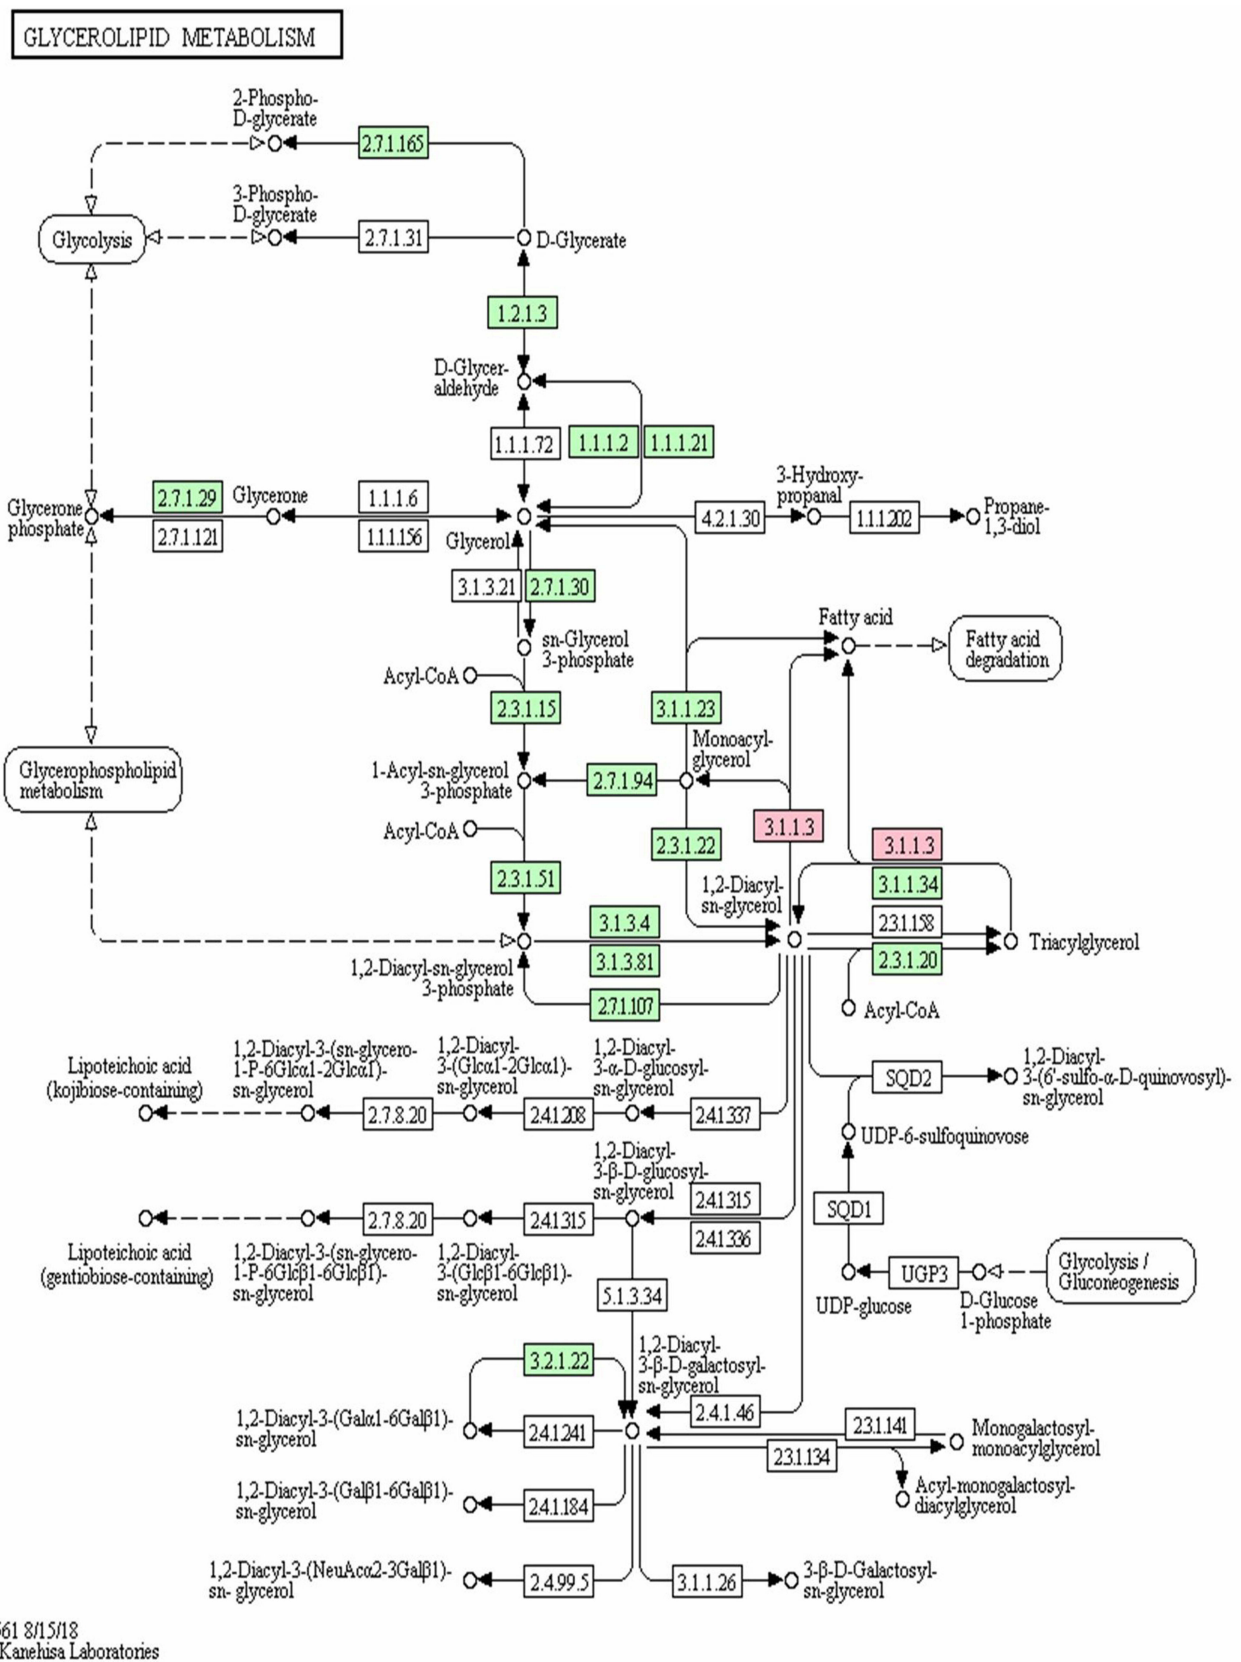 GLYCEROLIPID METABOLISM
2-Phospho-
D-glycerate
2.7.1.165
3-Phospho-
D-glycerate
Glycolysis
2.7.1.31
D-Glycerate
1.2.1.3
D-Glycer-
aldehyde
1.1.1.72
1.1.1.2
1.1.1.21
Glycerone
phosphate
2.7.1.29
2.7.1.121
Glycerone
1.1.1.6
1.1.1.156
Glycerol
4.2.1.30
3-Hydroxy-
propanal
1.1.1.202
Propane-
1,3-diol
3.1.3.21
2.7.1.30
sn-Glycerol
3-phosphate
Fatty acid
Fatty acid
degradation
Acyl-CoA
2.3.1.15
3.1.1.23
Monoacyl-
glycerol
Glycerophospholipid
metabolism
1-Acyl-sn-glycerol
3-phosphate
2.7.1.94
Acyl-CoA
2.3.1.22
3.1.1.3
3.1.1.3
2.3.1.51
1,2-Diacyl-
sn-glycerol
3.1.1.34
2.3.1.158
2.3.1.20
Triacylglycerol
3.1.3.4
3.1.3.81
1,2-Diacyl-sn-glycerol
3-phosphate
2.7.1.107
Acyl-CoA
Lipoteichoic acid
(kojibiose-containing)
1,2-Diacyl-3-(sn-glycero-
1-P-6Glcα1-2Glcα1)-
sn-glycerol
1,2-Diacyl-
3-(Glcα1-2Glcα1)-
sn-glycerol
1,2-Diacyl-
3-α-D-glucosyl-
sn-glycerol
SQD2
1,2-Diacyl-
3-(6'-sulfo-α-D-quinovosyl)-
sn-glycerol
2.7.8.20
2.4.1.208
2.4.1.337
UDP-6-sulfoquinovose
1,2-Diacyl-
3-β-D-glucosyl-
sn-glycerol
2.4.1.315
2.4.1.336
SQD1
2.7.8.20
2.4.1.315
Lipoteichoic acid
(gentiobiose-containing)
1,2-Diacyl-3-(sn-glycero-
1-P-6Glcβ1-6Glcβ1)-
sn-glycerol
1,2-Diacyl-
3-(Glcβ1-6Glcβ1)-
sn-glycerol
5.1.3.34
UDP-glucose
UGP3
D-Glucose
1-phosphate
Glycolysis /
Gluconeogenesis
3.2.1.22
1,2-Diacyl-
3-β-D-galactosyl-
sn-glycerol
2.4.1.46
1,2-Diacyl-3-(Galα1-6Galβ1)-
sn-glycerol
2.4.1.241
2.3.1.141
2.3.1.134
Monogalactosyl-
monoacylglycerol
1,2-Diacyl-3-(Galβ1-6Galβ1)-
sn-glycerol
2.4.1.184
Acyl-monogalactosyl-
diacylglycerol
1,2-Diacyl-3-(NeuAcα2-3Galβ1)-
sn- glycerol
2.4.99.5
3.1.1.26
3-β-D-Galactosyl-
sn-glycerol
61 8/15/18
Kanehisa Laboratories